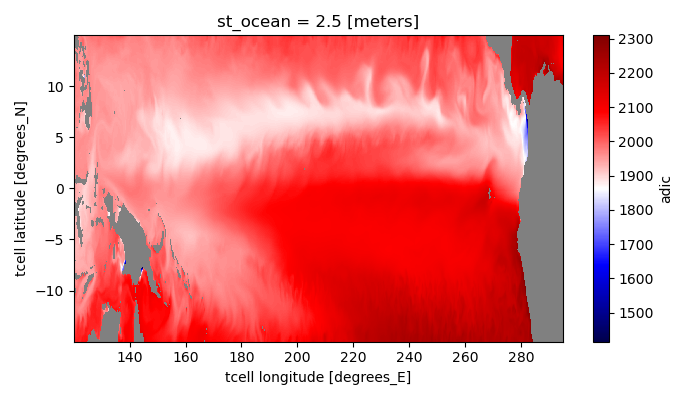 st_ocean = 2.5 [meters]
tcell latitude [degrees_N]
10
5
0
−5
−10
140 160 180 200 220 240 260 280
tcell longitude [degrees_E]
2300
2200
2100
2000
1900
1800
1700
1600
1500
adic